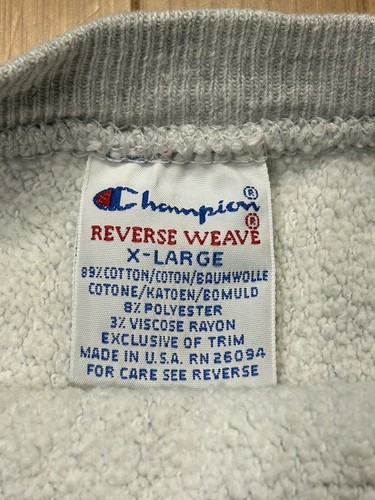 Champion®
REVERSE WEAVE®
X-LARGE
89% COTTON/COTON/BAUMWOLLE
COTONE/KATOEN/BOMULD
8% POLYESTER
3% VISCOSE RAYON
EXCLUSIVE OF TRIM
MADE IN U.S.A. RN 26094
FOR CARE SEE REVERSE